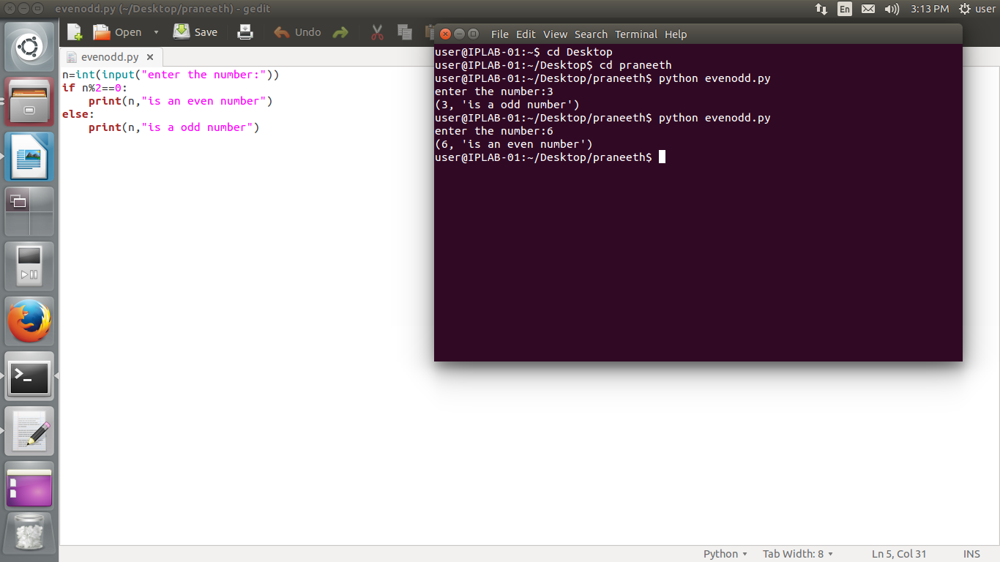 evenodd.py (~/Desktop/praneeth) - gedit
En
3:13 PM
user
Open
Save
Undo
evenodd.py
n=int(input("enter the number:"))
if n%2==0:
    print(n,"is an even number")
else:
    print(n,"is a odd number")
File Edit View Search Terminal Help
user@IPLAB-01:~$ cd Desktop
user@IPLAB-01:~/Desktop$ cd praneeth
user@IPLAB-01:~/Desktop/praneeth$ python evenodd.py
enter the number:3
(3, 'is a odd number')
user@IPLAB-01:~/Desktop/praneeth$ python evenodd.py
enter the number:6
(6, 'is an even number')
user@IPLAB-01:~/Desktop/praneeth$
Python
Tab Width: 8
Ln 5, Col 31
INS